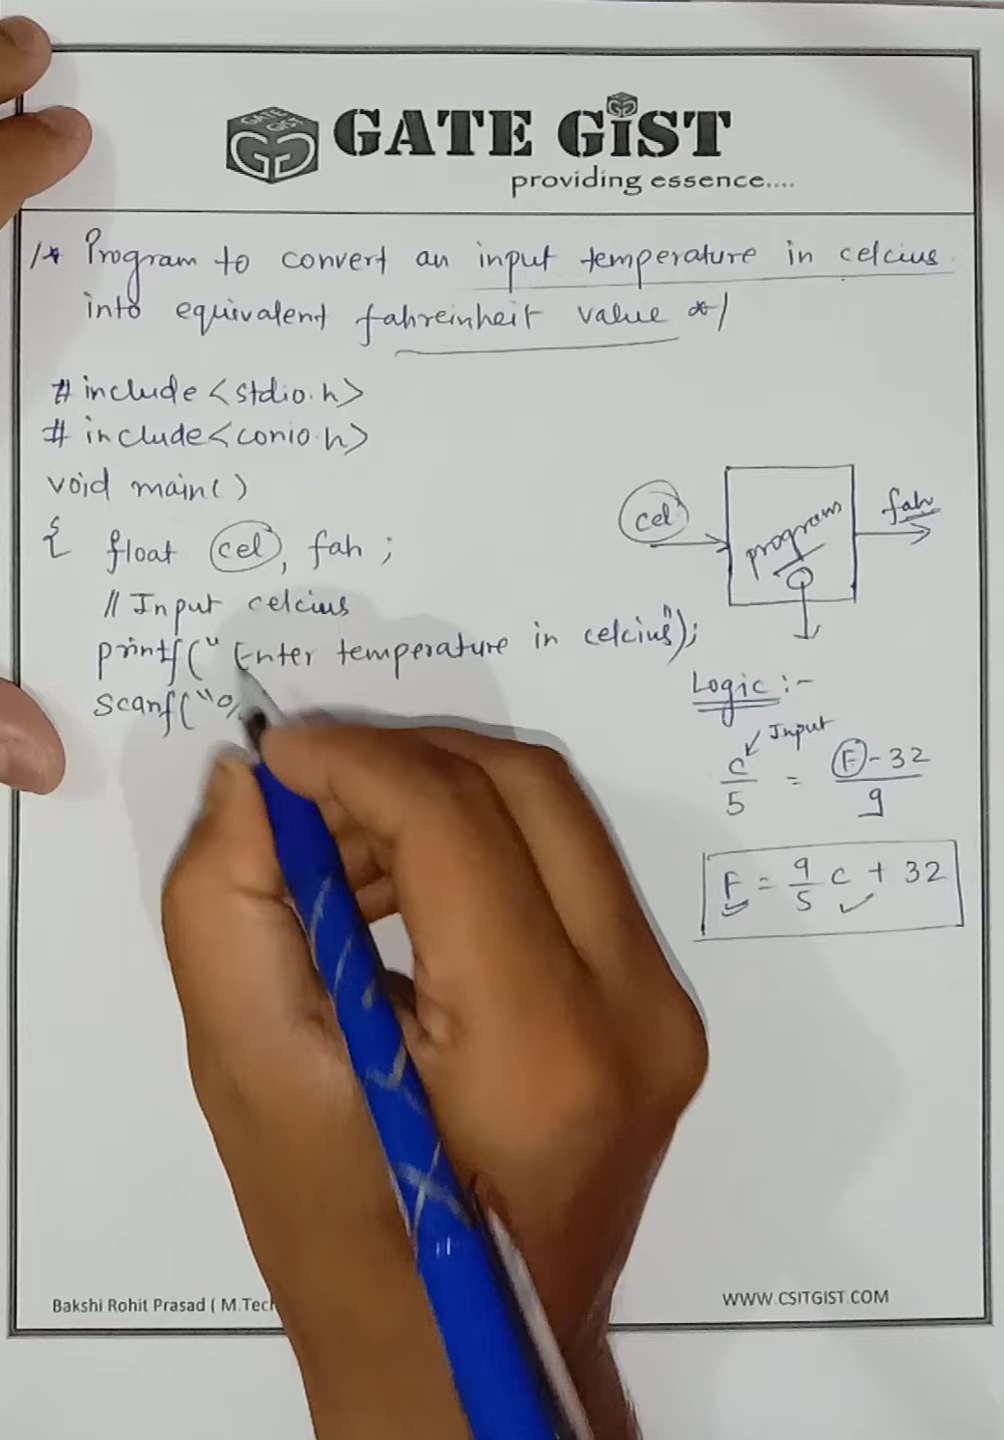 GATE GIST
providing essence....
/* Program to convert an input temperature in celcius
into equivalent fahreinheit value */
#include <stdio.h>
#include<conio.h>
void main()
{ float cel, fah ;
// Input celcius
printf(" Enter temperature in celcius");
scanf("%
cel
program
fah
Logic :-
Input
C/5 = F-32/9
F = 9/5 C + 32
Bakshi Rohit Prasad ( M.Tech
WWW.CSITGIST.COM